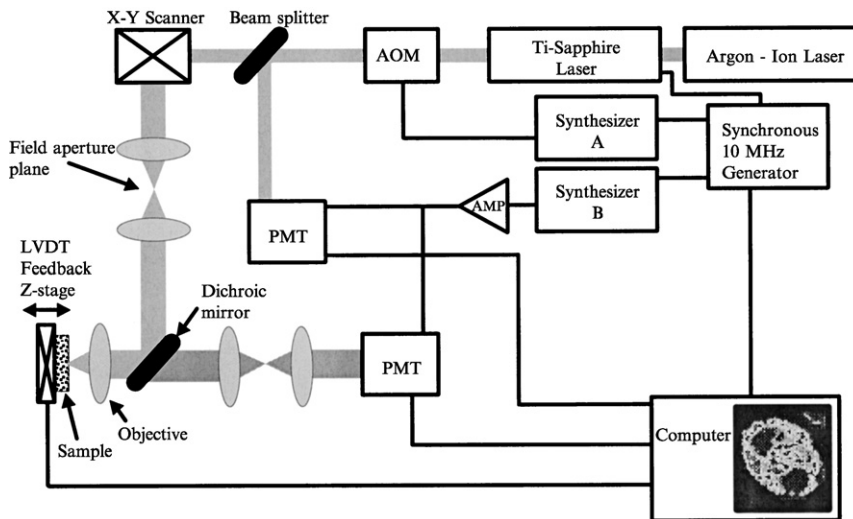 X-Y Scanner
Beam splitter
AOM
Ti-Sapphire
Laser
Argon - Ion Laser
Synthesizer
A
Synchronous
10 MHz
Generator
Field aperture
plane
Synthesizer
B
AMP
PMT
LVDT
Feedback
Z-stage
Dichroic
mirror
PMT
Objective
Sample
Computer